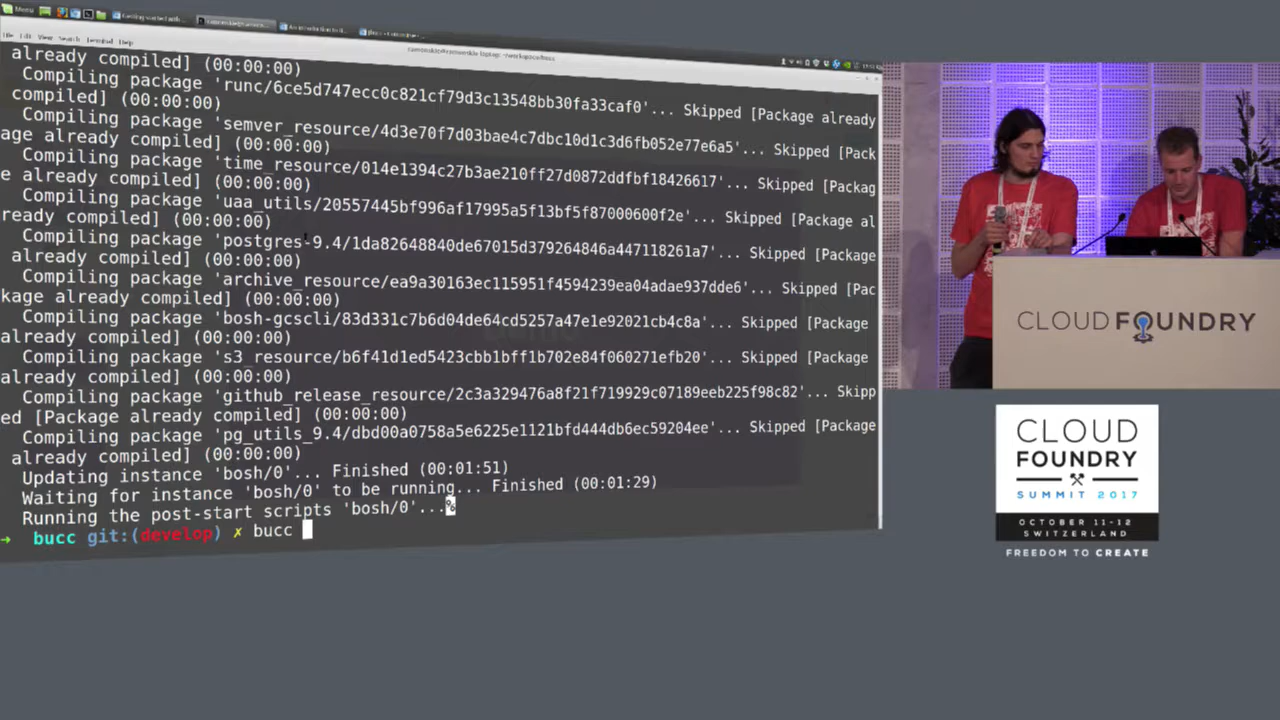 Menu
File Edit View Search Terminal Help
already compiled] (00:00:00)
Compiling package 'runc/6ce5d747ecc0c821cf79d3c13548bb30fa33caf0'... Skipped [Package already
compiled] (00:00:00)
Compiling package 'semver_resource/4d3e70f7d03bae4c7dbc10d1c3d6fb052e77e6a5'... Skipped [Pack
age already compiled] (00:00:00)
Compiling package 'time_resource/014e1394c27b3ae210ff27d0872ddfbf18426617'... Skipped [Packag
e already compiled] (00:00:00)
Compiling package 'uaa_utils/20557445bf996af17995a5f13bf5f87000600f2e'... Skipped [Package al
ready compiled] (00:00:00)
Compiling package 'postgres-9.4/1da82648840de67015d379264846a447118261a7'... Skipped [Package
already compiled] (00:00:00)
Compiling package 'archive_resource/ea9a30163ec115951f4594239ea04adae937dde6'... Skipped [Pac
kage already compiled] (00:00:00)
Compiling package 'bosh-gcscli/83d331c7b6d04de64cd5257a47e1e92021cb4c8a'... Skipped [Package
already compiled] (00:00:00)
Compiling package 's3_resource/b6f41d1ed5423cbb1bff1b702e84f060271efb20'... Skipped [Package
already compiled] (00:00:00)
Compiling package 'github_release_resource/2c3a329476a8f21f719929c07189eeb225f98c82'... Skipp
ed [Package already compiled] (00:00:00)
Compiling package 'pg_utils_9.4/dbd00a0758a5e6225e1121bfd444db6ec59204ee'... Skipped [Package
already compiled] (00:00:00)
Updating instance 'bosh/0'... Finished (00:01:51)
Waiting for instance 'bosh/0' to be running... Finished (00:01:29)
Running the post-start scripts 'bosh/0'...%
➜ bucc git:(develop) ✗ bucc
CLOUD FOUNDRY
CLOUD
FOUNDRY
SUMMIT 2017
OCTOBER 11-12
SWITZERLAND
FREEDOM TO CREATE